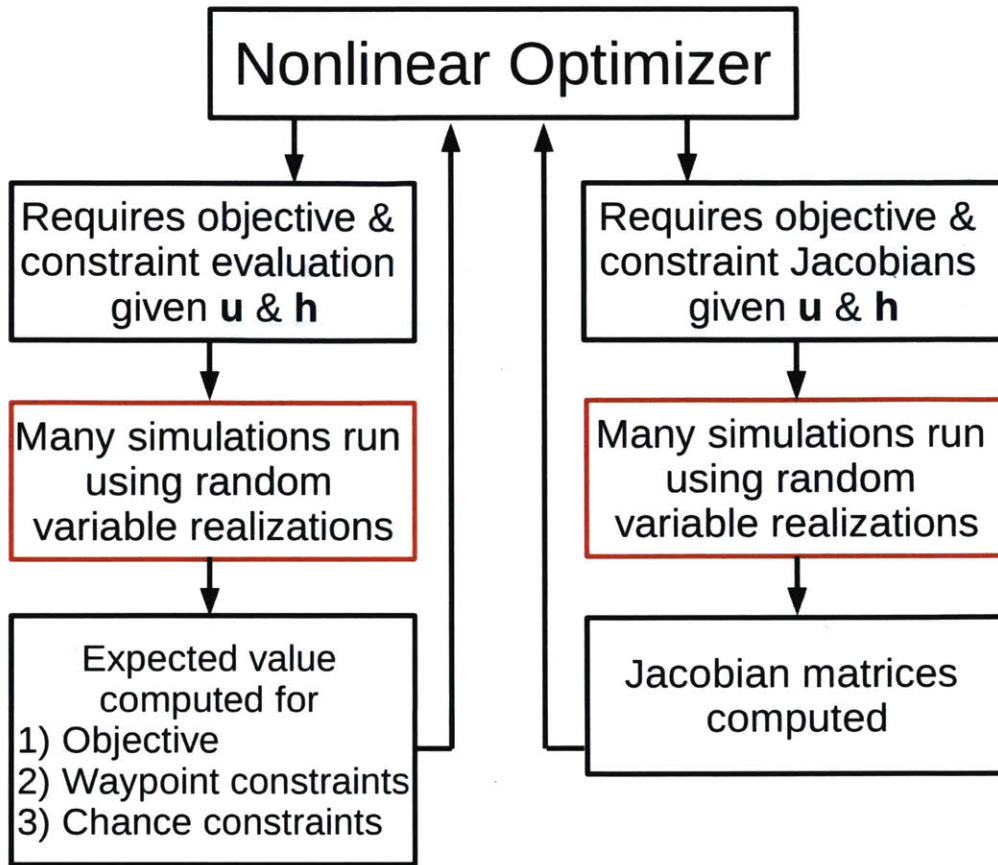 Nonlinear Optimizer
Requires objective &
constraint evaluation
given u & h
Many simulations run
using random
variable realizations
Expected value
computed for
1) Objective
2) Waypoint constraints
3) Chance constraints
Requires objective &
constraint Jacobians
given u & h
Many simulations run
using random
variable realizations
Jacobian matrices
computed